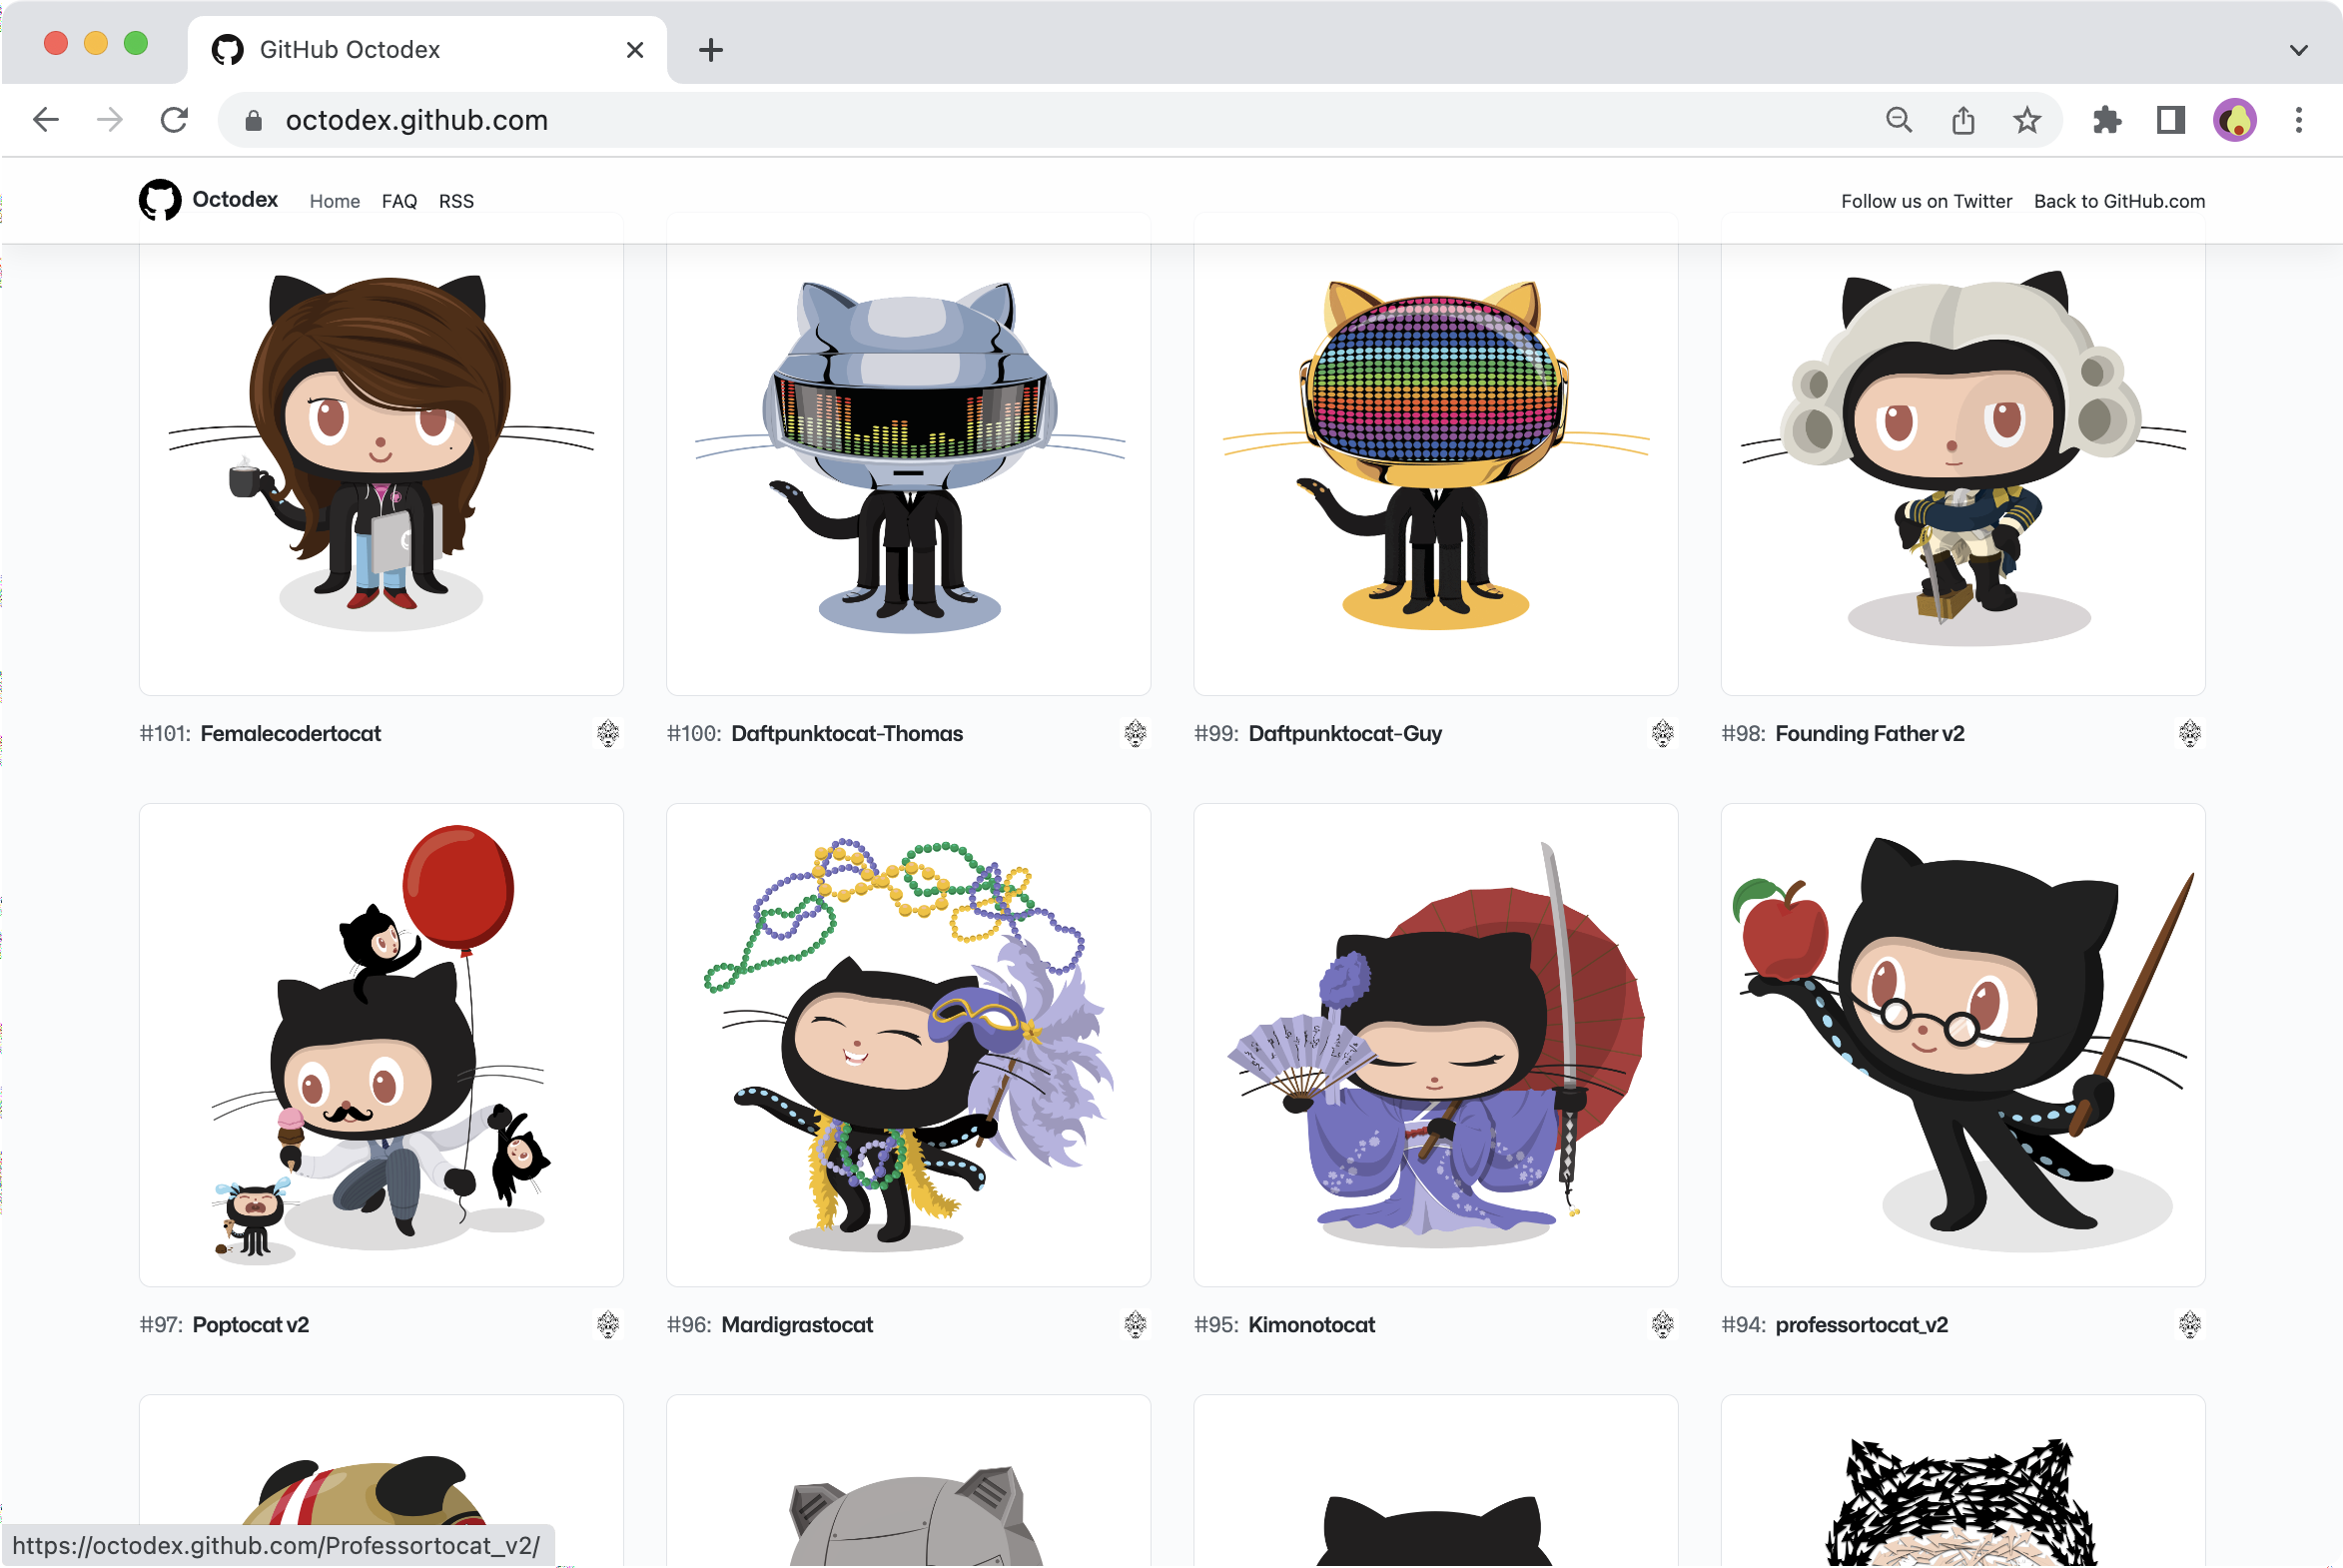 GitHub Octodex
octodex.github.com
Octodex Home FAQ RSS Follow us on Twitter Back to GitHub.com
#101: Femalecodertocat
#100: Daftpunktocat-Thomas
#99: Daftpunktocat-Guy
#98: Founding Father v2
#97: Poptocat v2
#96: Mardigrastocat
#95: Kimonotocat
#94: professortocat_v2
https://octodex.github.com/Professortocat_v2/